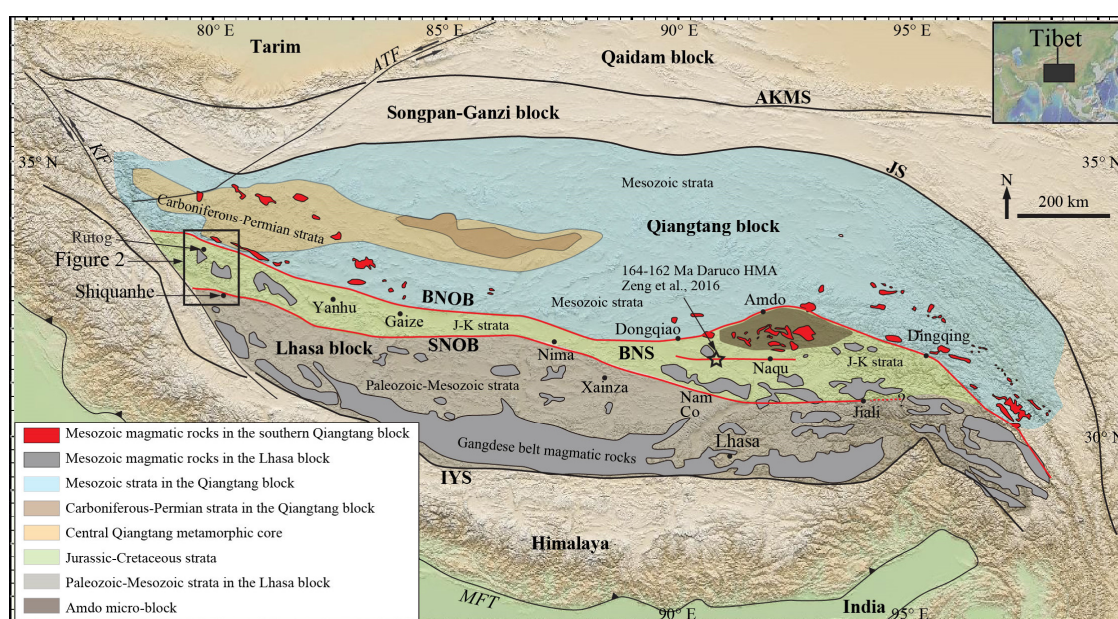 80° E
85° E
90° E
95° E
Tarim
ATF
Qaidam block
Tibet
AKMS
Songpan-Ganzi block
KF
35° N
35° N
JS
Mesozoic strata
N
200 km
Carboniferous-Permian strata
Qiangtang block
Rutog
Figure 2
164-162 Ma Daruco HMA
Zeng et al., 2016
Shiquanhe
Yanhu
BNOB
Mesozoic strata
Amdo
Gaize
J-K strata
Dongqiao
Dingqing
SNOB
Lhasa block
Nima
BNS
Naqu
J-K strata
Paleozoic-Mesozoic strata
Xainza
Nam
Co
Jiali
?
30° N
Gangdese belt magmatic rocks
Lhasa
IYS
Himalaya
MFT
90° E
India
95° E
Mesozoic magmatic rocks in the southern Qiangtang block
Mesozoic magmatic rocks in the Lhasa block
Mesozoic strata in the Qiangtang block
Carboniferous-Permian strata in the Qiangtang block
Central Qiangtang metamorphic core
Jurassic-Cretaceous strata
Paleozoic-Mesozoic strata in the Lhasa block
Amdo micro-block